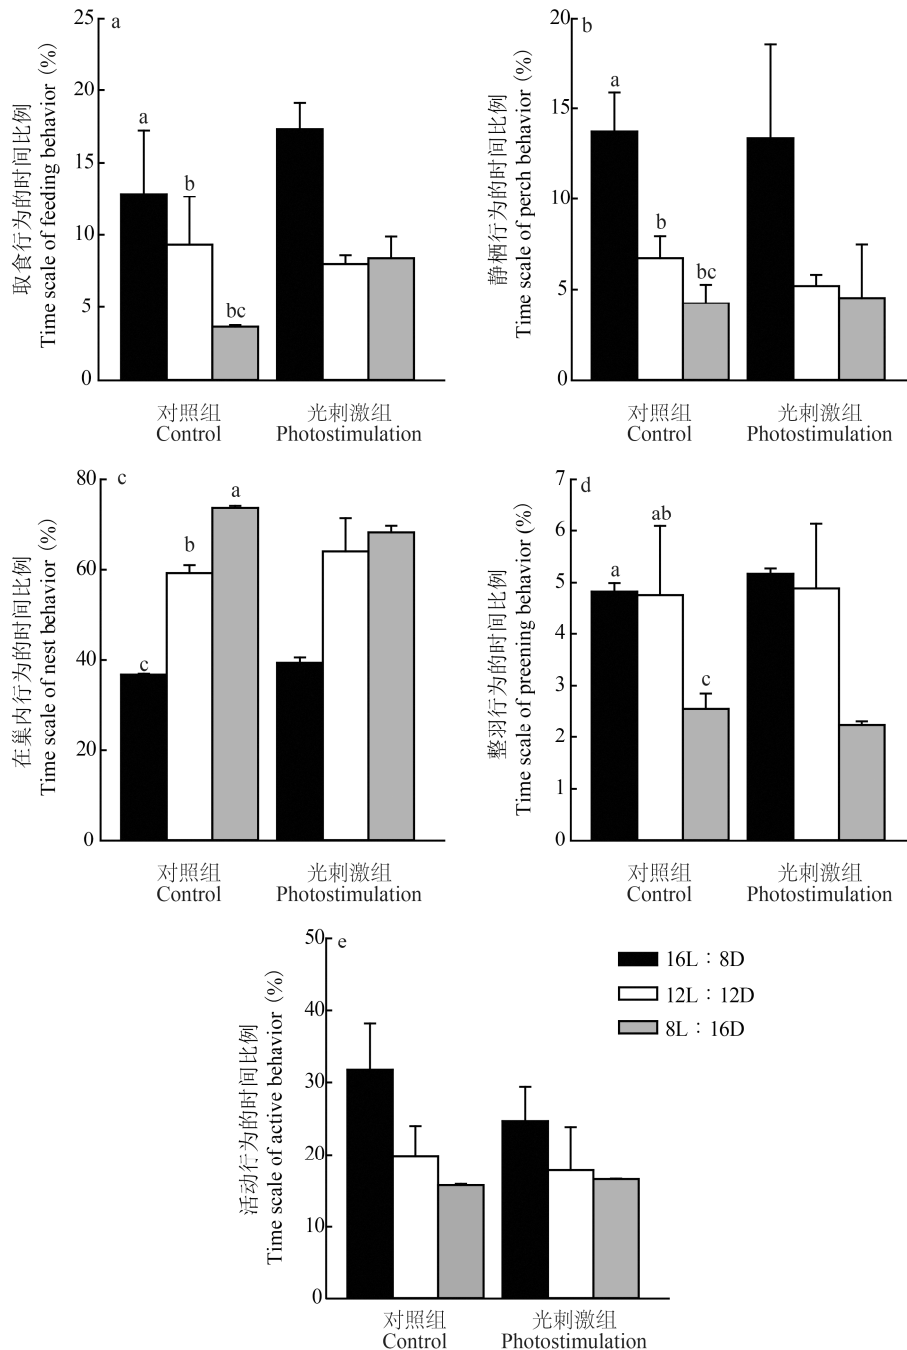 a
取食行为的时间比例
Time scale of feeding behavior (%)
25
20
15
10
5
0
a
b
bc
对照组
Control
光刺激组
Photostimulation
b
静栖行为的时间比例
Time scale of perch behavior (%)
20
15
10
5
0
a
b
bc
对照组
Control
光刺激组
Photostimulation
c
在巢内行为的时间比例
Time scale of nest behavior (%)
80
60
40
20
0
c
b
a
对照组
Control
光刺激组
Photostimulation
d
整羽行为的时间比例
Time scale of preening behavior (%)
7
6
5
4
3
2
1
0
a
ab
c
对照组
Control
光刺激组
Photostimulation
e
活动行为的时间比例
Time scale of active behavior (%)
50
40
30
20
10
0
对照组
Control
光刺激组
Photostimulation
16L：8D
12L：12D
8L：16D